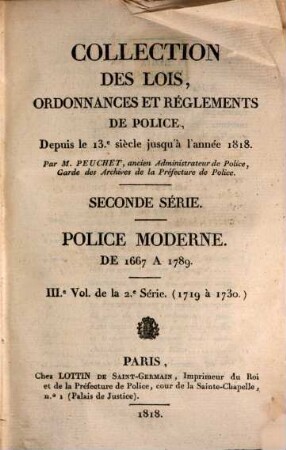 COLLECTION
DES LOIS,
ORDONNANCES ET RÉGLEMENTS
DE POLICE,
Depuis le 13.e siècle jusqu'à l'année 1818.
Par M. PEUCHET, ancien Administrateur de Police,
Garde des Archives de la Préfecture de Police.
SECONDE SÉRIE.
POLICE MODERNE.
DE 1667 A 1789.
III.e Vol. de la 2.e Série. (1719 à 1730.)
PARIS,
Chez LOTTIN DE SAINT-GERMAIN, Imprimeur du Roi
et de la Préfecture de Police, cour de la Sainte-Chapelle,
n.º 1 (Palais de Justice).
1818.